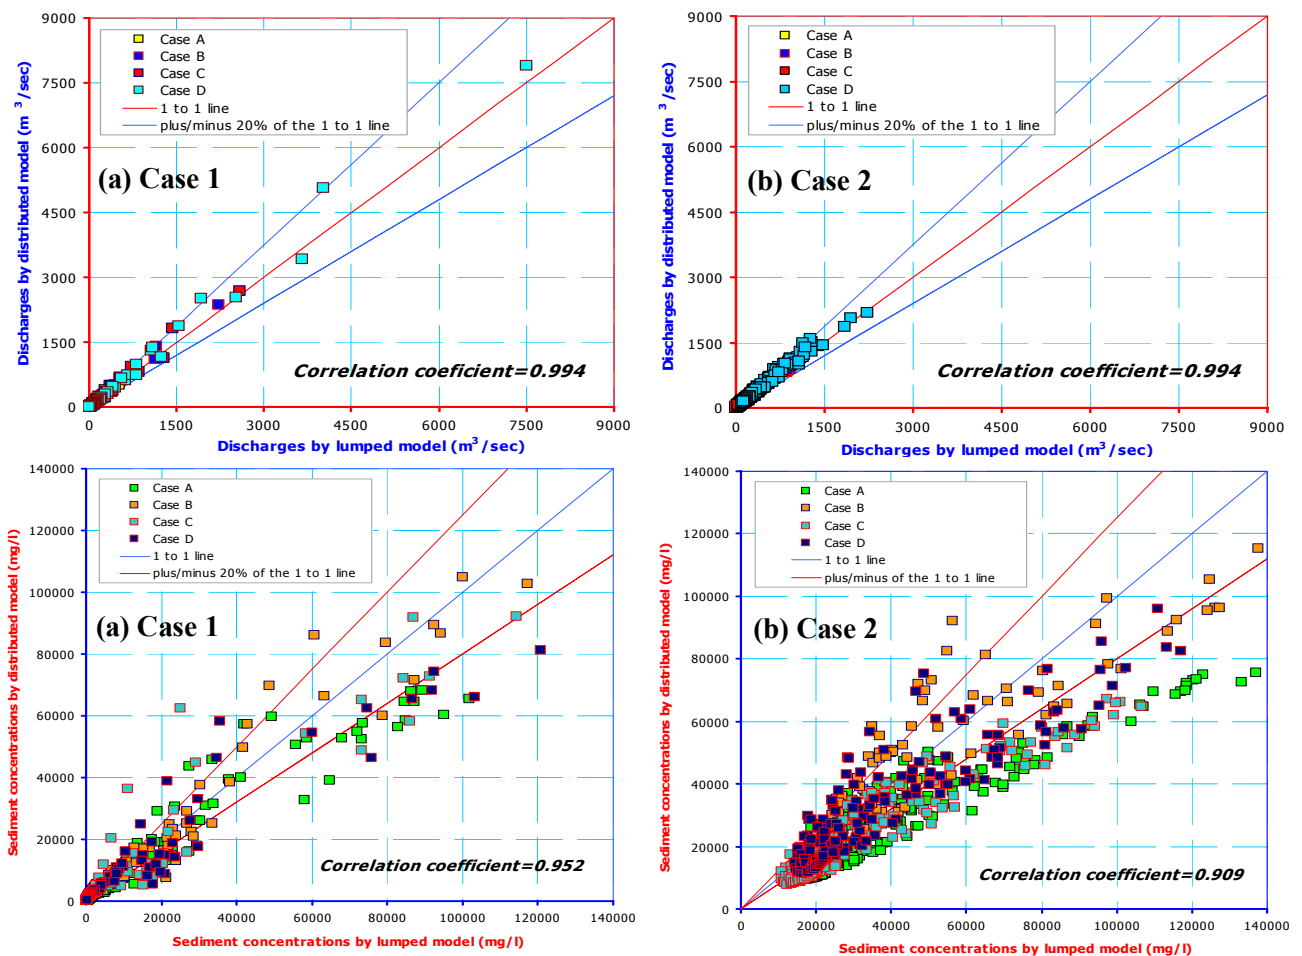 9000
7500
6000
4500
3000
1500
0
Discharges by distributed model (m 3 /sec)
Case A
Case B
Case C
Case D
1 to 1 line
plus/minus 20% of the 1 to 1 line
(a) Case 1
Correlation coeficient=0.994
0 1500 3000 4500 6000 7500 9000
Discharges by lumped model (m3/sec)
9000
7500
6000
4500
3000
1500
0
Discharges by distributed model (m 3 /sec)
Case A
Case B
Case C
Case D
1 to 1 line
plus/minus 20% of the 1 to 1 line
(b) Case 2
Correlation coefficient=0.994
0 1500 3000 4500 6000 7500 9000
Discharges by lumped model (m3/sec)
140000
120000
100000
80000
60000
40000
20000
0
Sediment concentrations by distributed model (mg/l)
Case A
Case B
Case C
Case D
1 to 1 line
plus/minus 20% of the 1 to 1 line
(a) Case 1
Correlation coefficient=0.952
0 20000 40000 60000 80000 100000 120000 140000
Sediment concentrations by lumped model (mg/l)
140000
120000
100000
80000
60000
40000
20000
0
Sediment concentrations by distributed model (mg/l)
Case A
Case B
Case C
Case D
1 to 1 line
plus/minus of the 1 to 1 line
(b) Case 2
Correlation coefficient=0.909
0 20000 40000 60000 80000 100000 120000 140000
Sediment concentrations by lumped model (mg/l)